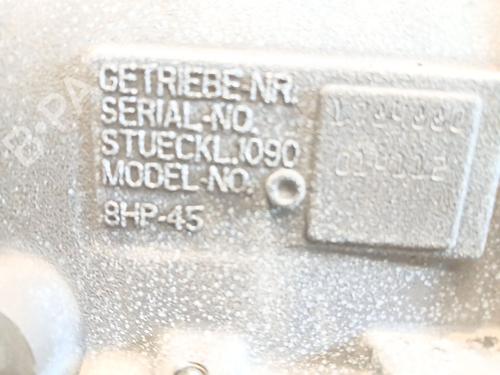 GETRIEBE-NR.
SERIAL-NO.
STUECKL.1090
MODEL-NO.
8HP-45